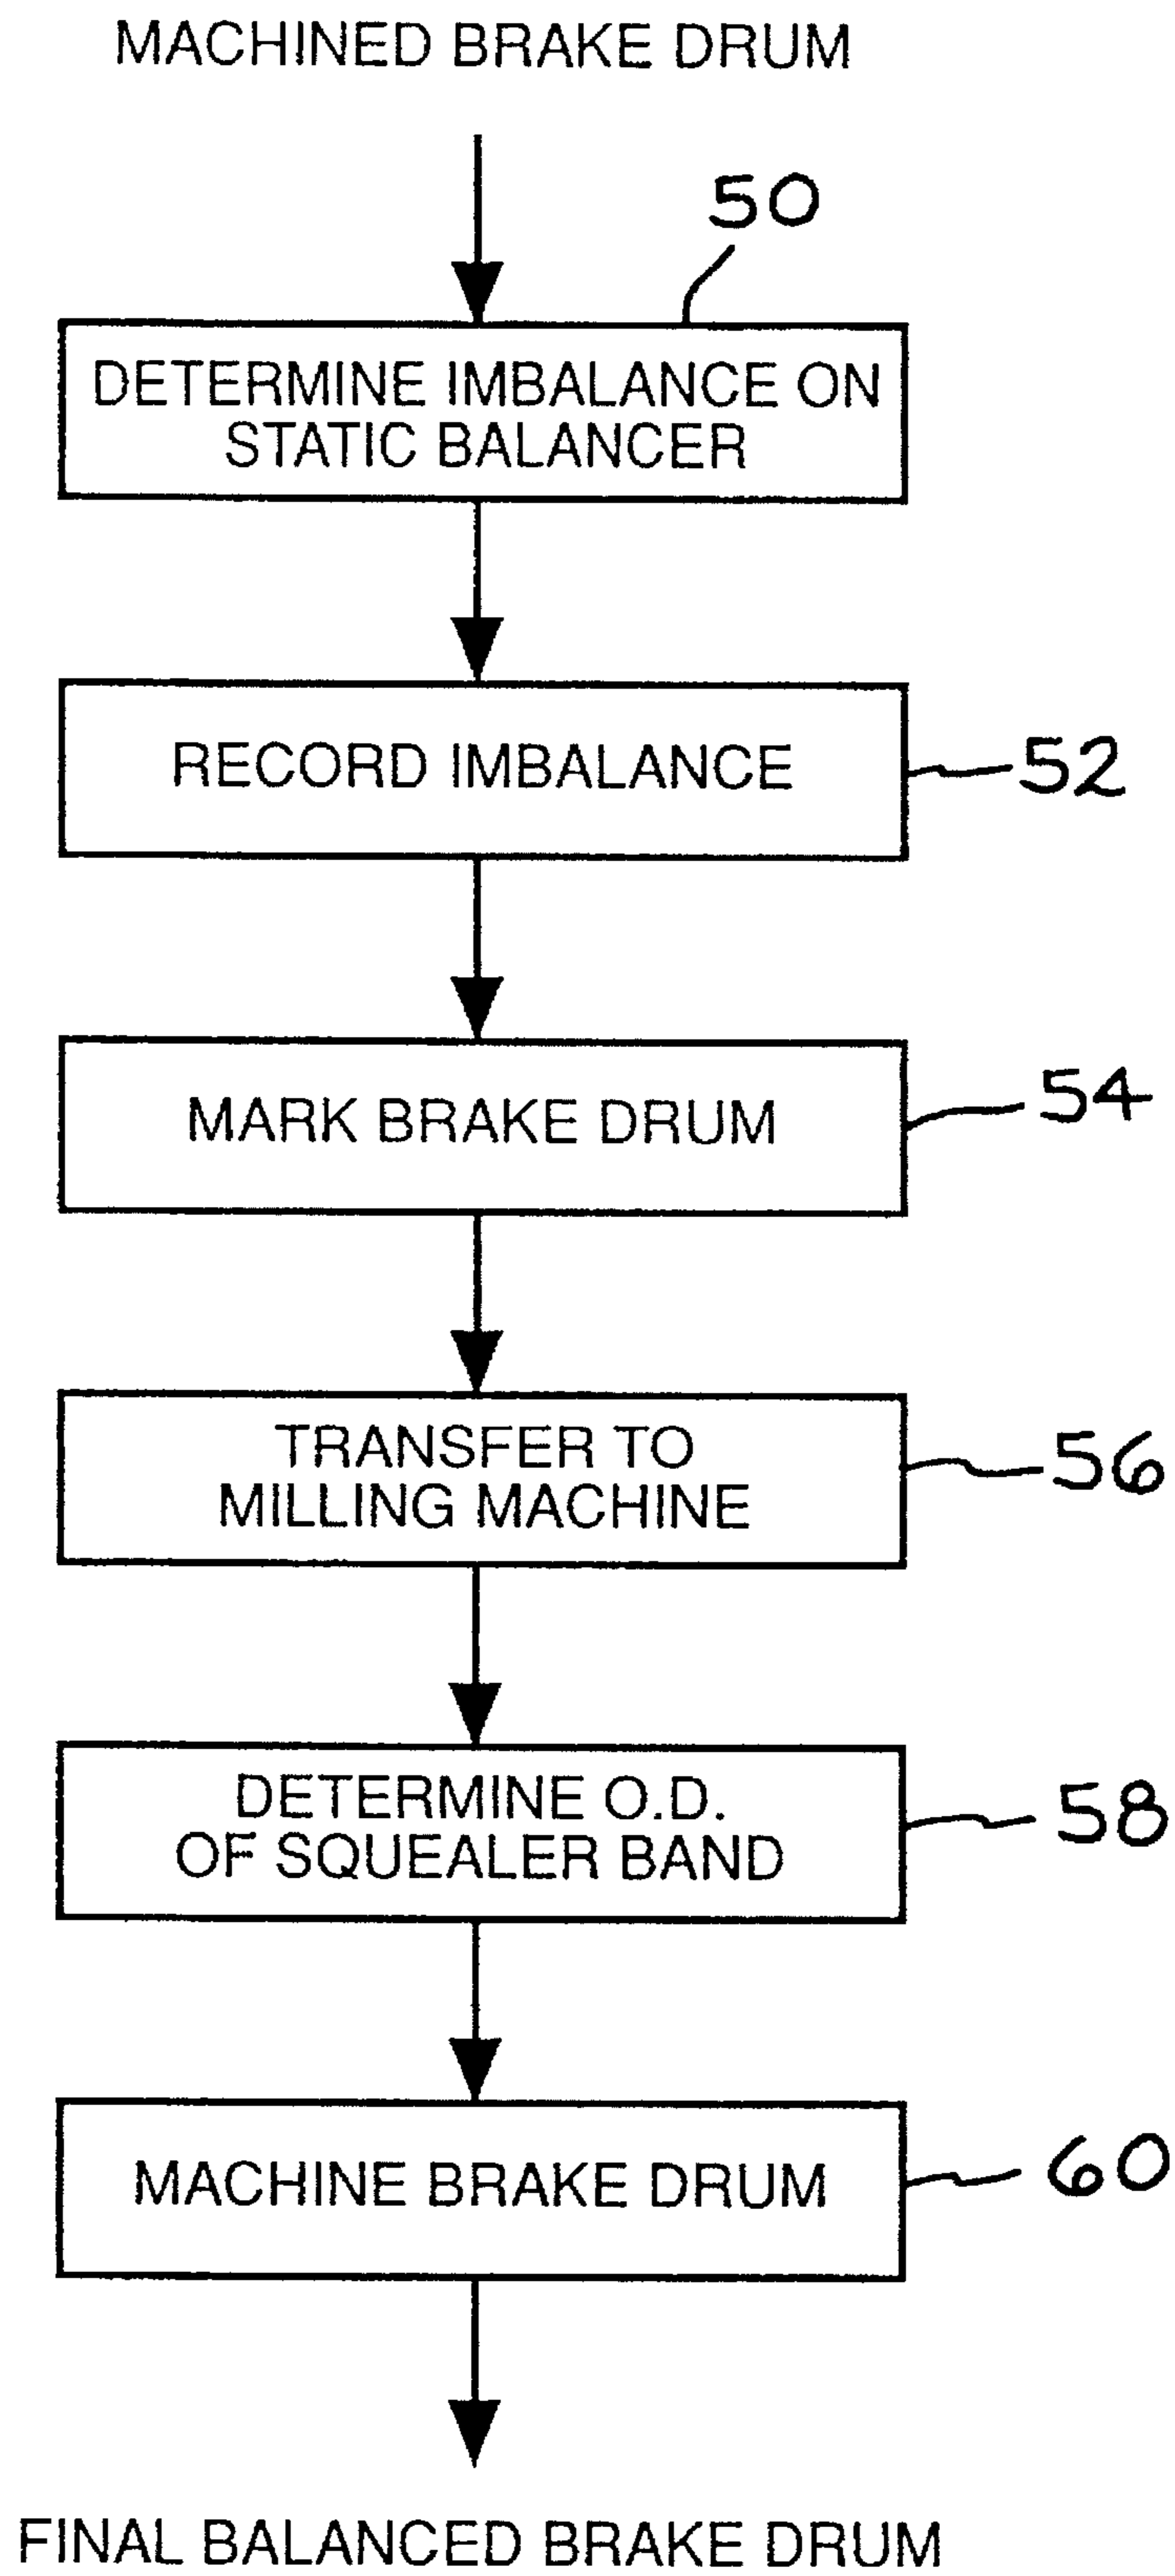 MACHINED BRAKE DRUM
50
DETERMINE IMBALANCE ON
STATIC BALANCER
RECORD IMBALANCE
52
MARK BRAKE DRUM
54
TRANSFER TO
MILLING MACHINE
56
DETERMINE O.D.
OF SQUEALER BAND
58
MACHINE BRAKE DRUM
60
FINAL BALANCED BRAKE DRUM